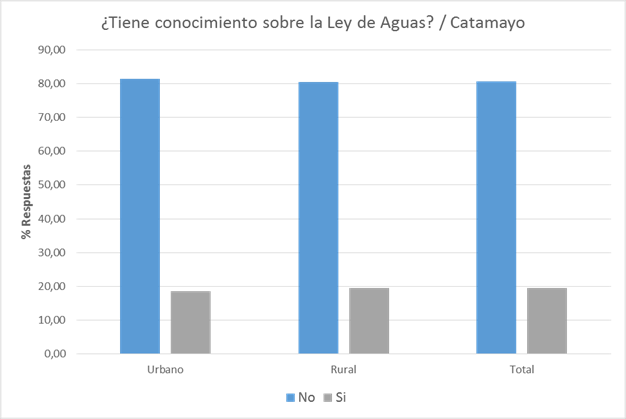 ¿Tiene conocimiento sobre la Ley de Aguas? / Catamayo
% Respuestas
90,00
80,00
70,00
60,00
50,00
40,00
30,00
20,00
10,00
0,00
Urbano Rural Total
No Si